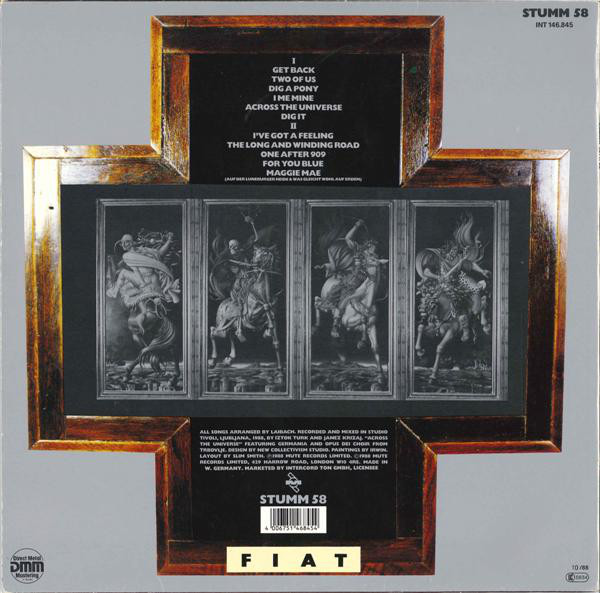 STUMM 58
INT 146.845
I
GET BACK
TWO OF US
DIG A PONY
I ME MINE
ACROSS THE UNIVERSE
DIG IT
II
I'VE GOT A FEELING
THE LONG AND WINDING ROAD
ONE AFTER 909
FOR YOU BLUE
MAGGIE MAE
(AUF DER LUNEBURGER HEIDE & WAS GLEICHT WOHL AUF ERDEN)
ALL SONGS ARRANGED BY LAIBACH. RECORDED AND MIXED IN STUDIO
TIVOLI, LJUBLJANA, 1988, BY IZTOK TURK AND JANEZ KRIZAJ. "ACROSS
THE UNIVERSE" FEATURING GERMANIA AND OPUS DEI CHOIR FROM
TRBOVLJE. DESIGN BY NEW COLLECTIVISM STUDIO. PAINTINGS BY IRWIN.
LAYOUT BY SLIM SMITH. ℗1988 MUTE RECORDS LIMITED. ©1988 MUTE
RECORDS LIMITED, 429 HARROW ROAD, LONDON W10 4RE. MADE IN
W. GERMANY. MARKETED BY INTERCORD TON GMBH, LICENSEE
STUMM 58
4 006751 468454
FIAT
Direct Metal
DMM
Mastering
10/88